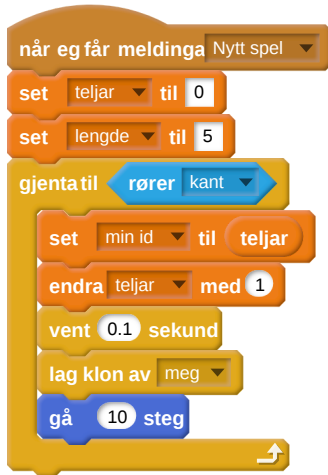 når eg får meldinga Nytt spel
set teljar til 0
set lengde til 5
gjenta til rører kant
set min id til teljar
endra teljar med 1
vent 0.1 sekund
lag klon av meg
gå 10 steg